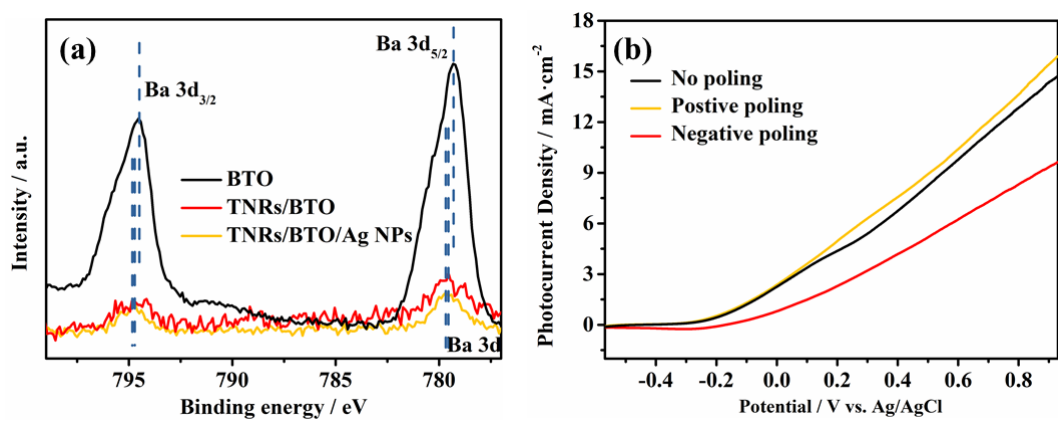 (a)
Ba 3d5/2
Ba 3d3/2
BTO
TNRs/BTO
TNRs/BTO/Ag NPs
Ba 3d
Intensity / a.u.
795 790 785 780
Binding energy / eV
(b)
No poling
Postive poling
Negative poling
Photocurrent Density / mA·cm-2
18
15
12
9
6
3
0
-0.4 -0.2 0.0 0.2 0.4 0.6 0.8
Potential / V vs. Ag/AgCl